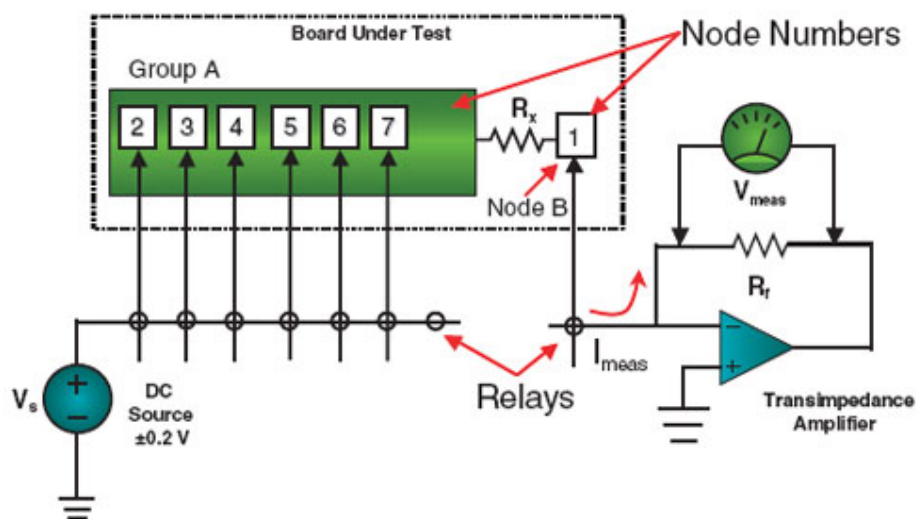 Board Under Test
Node Numbers
Group A
2 3 4 5 6 7
Rx
1
Node B
Vmeas
Rf
Imeas
Relays
Vs
+
−
DC
Source
±0.2 V
−
+
Transimpedance
Amplifier